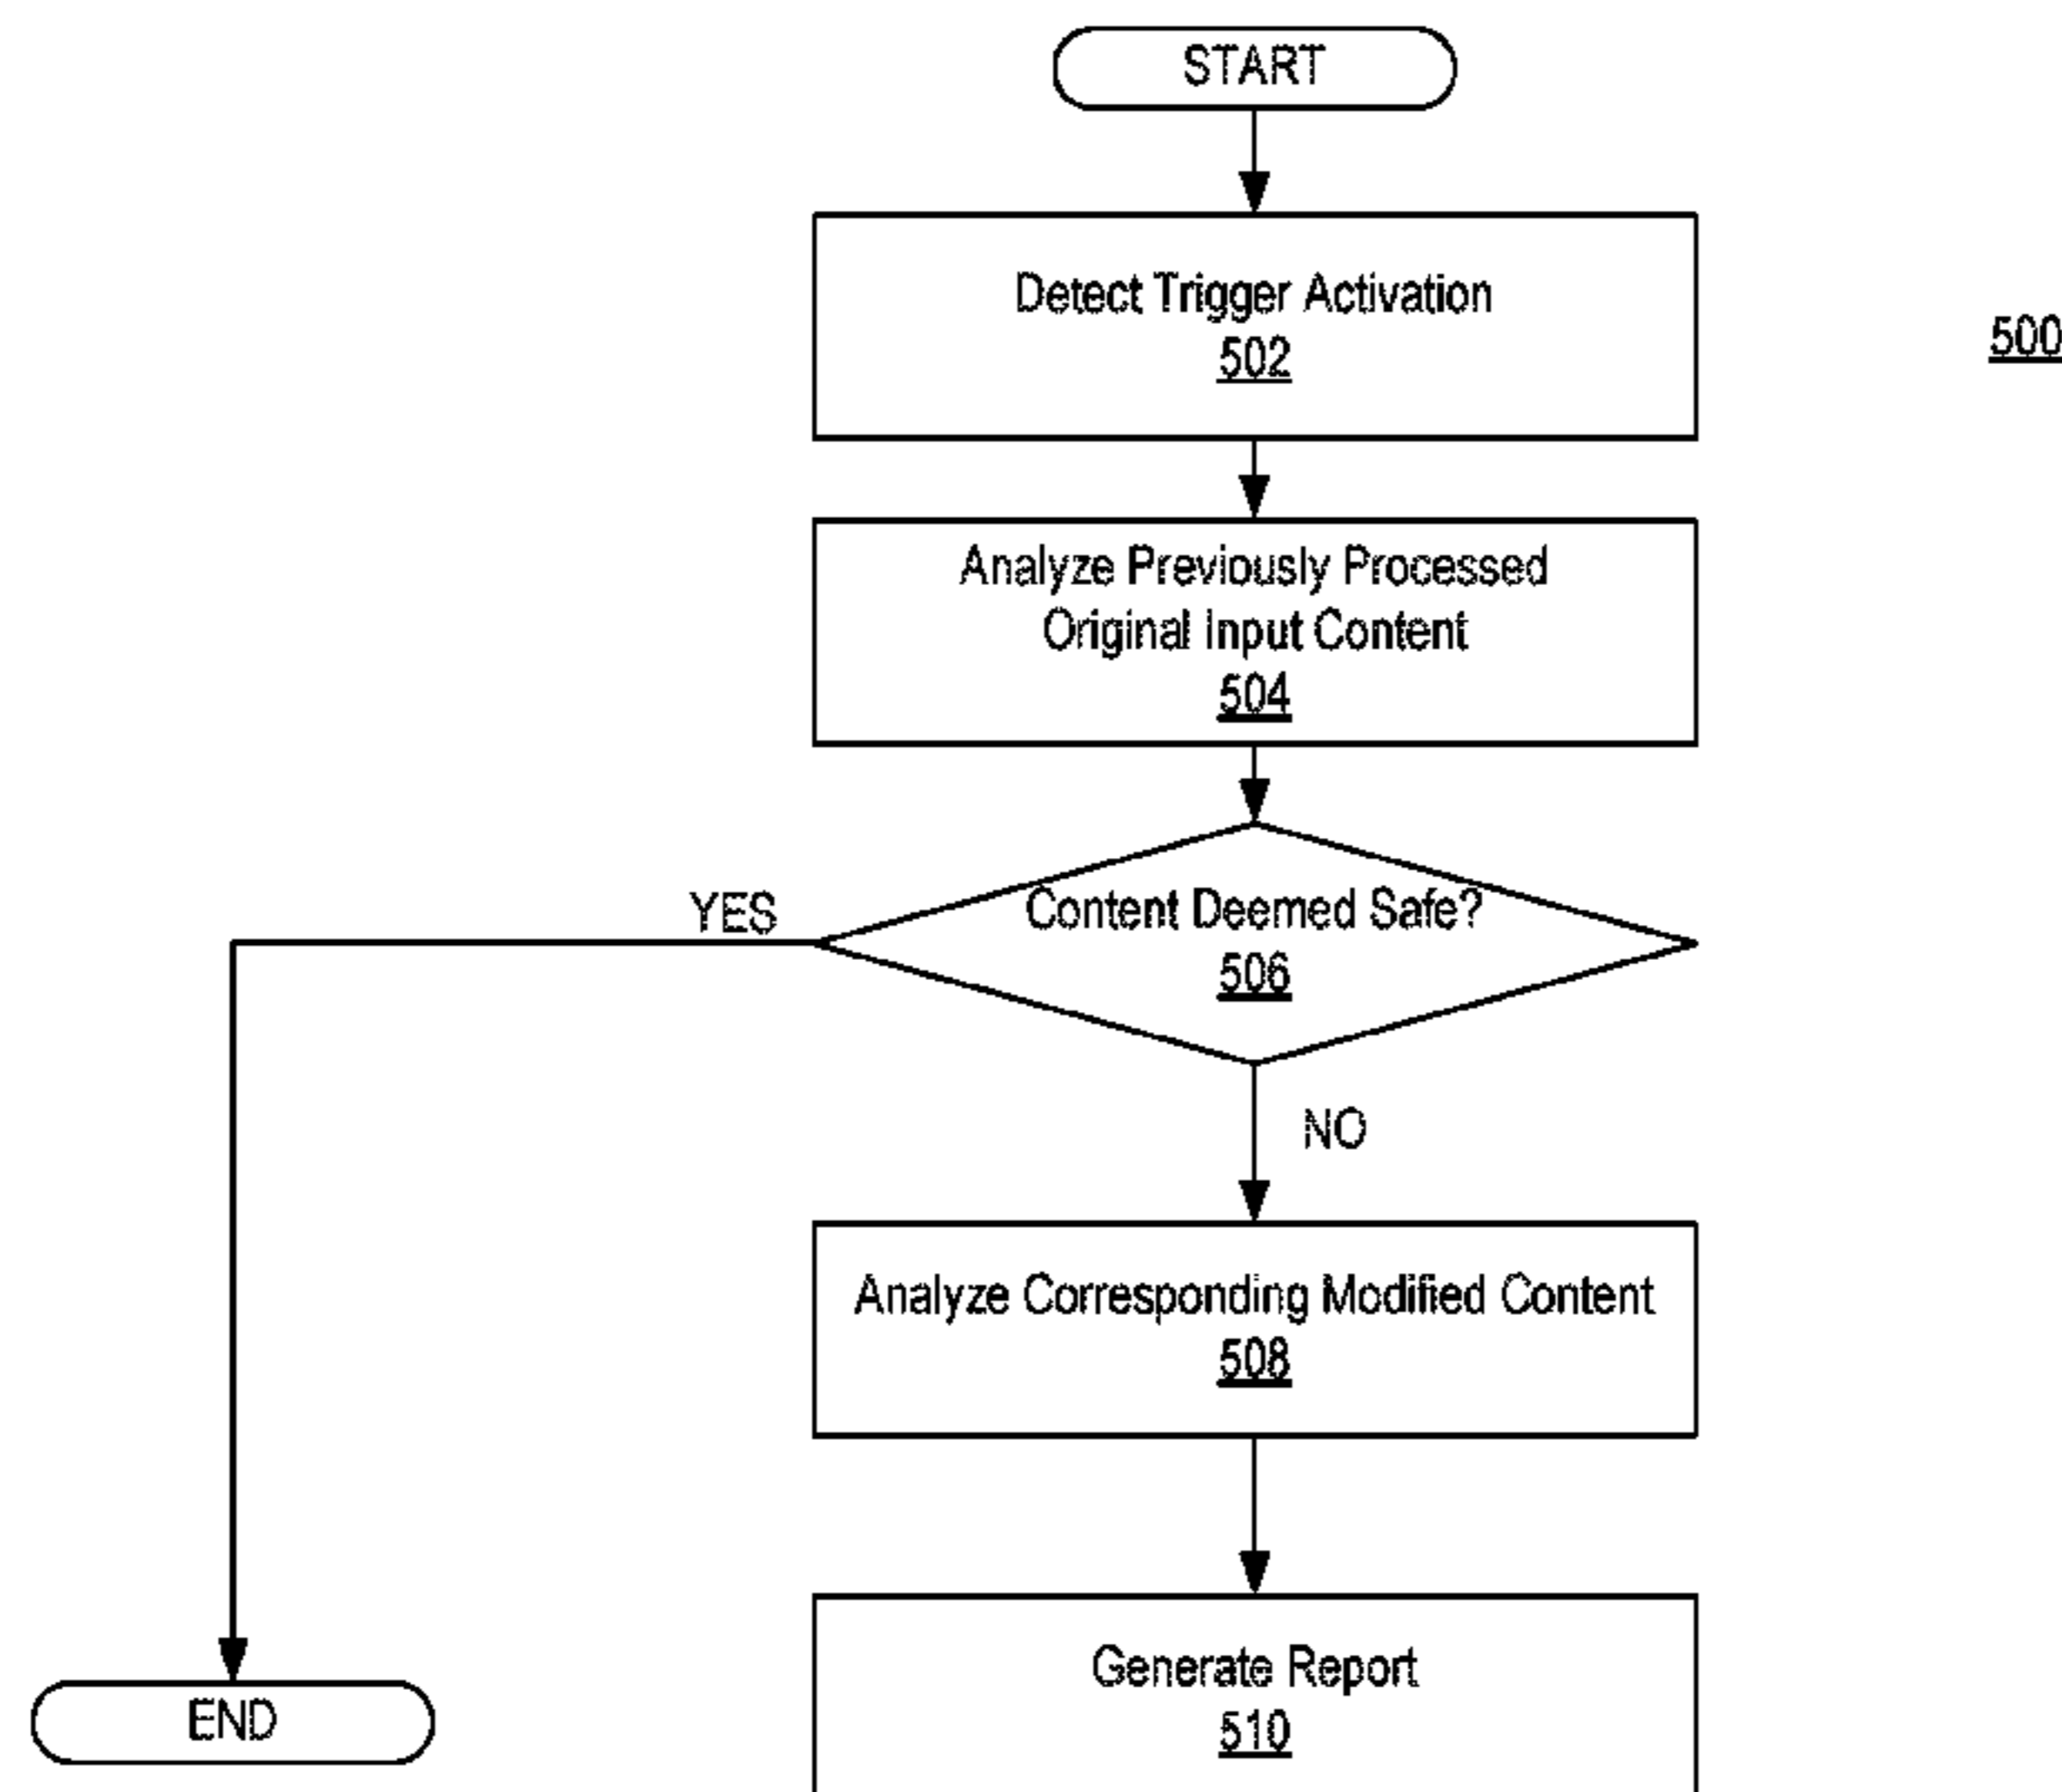 START
Detect Trigger Activation
502
500
Analyze Previously Processed
Original Input Content
504
YES
Content Deemed Safe?
506
NO
Analyze Corresponding Modified Content
508
Generate Report
510
END